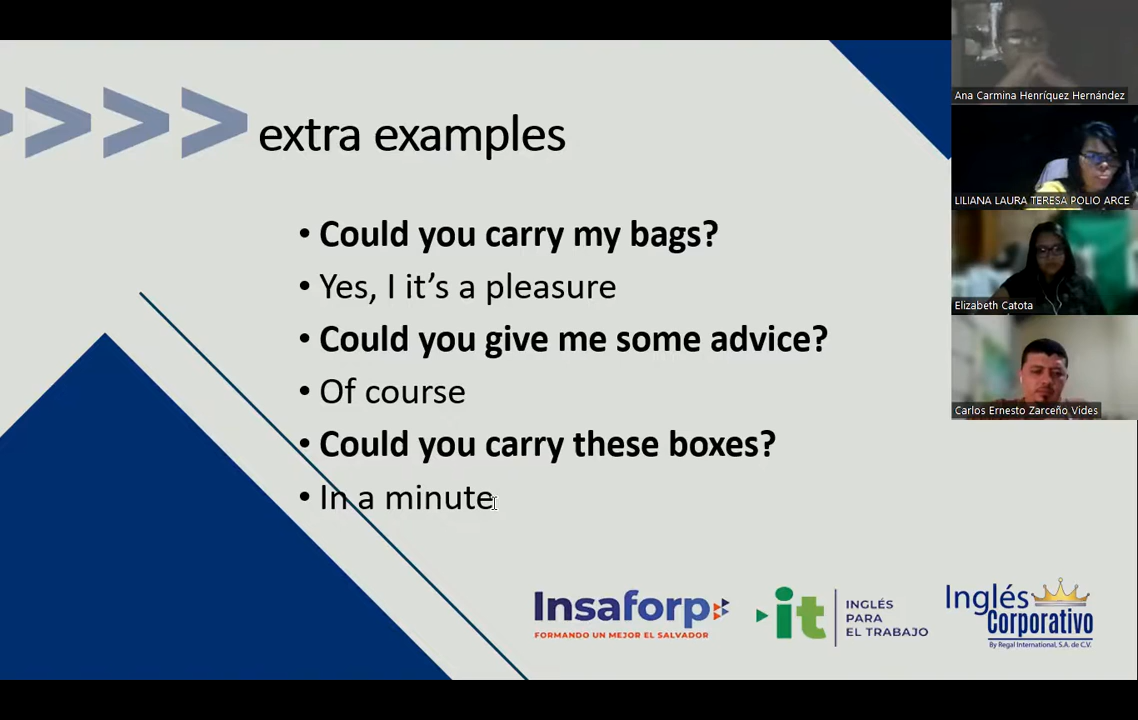 extra examples
• Could you carry my bags?
• Yes, I it’s a pleasure
• Could you give me some advice?
• Of course
• Could you carry these boxes?
• In a minute
Insaforp
FORMANDO UN MEJOR EL SALVADOR
it
INGLÉS
PARA
EL TRABAJO
Inglés
Corporativo
By Regal International, S.A. de C.V.
Ana Carmina Henríquez Hernández
LILIANA LAURA TERESA POLIO ARCE
Elizabeth Catota
Carlos Ernesto Zarceño Vides